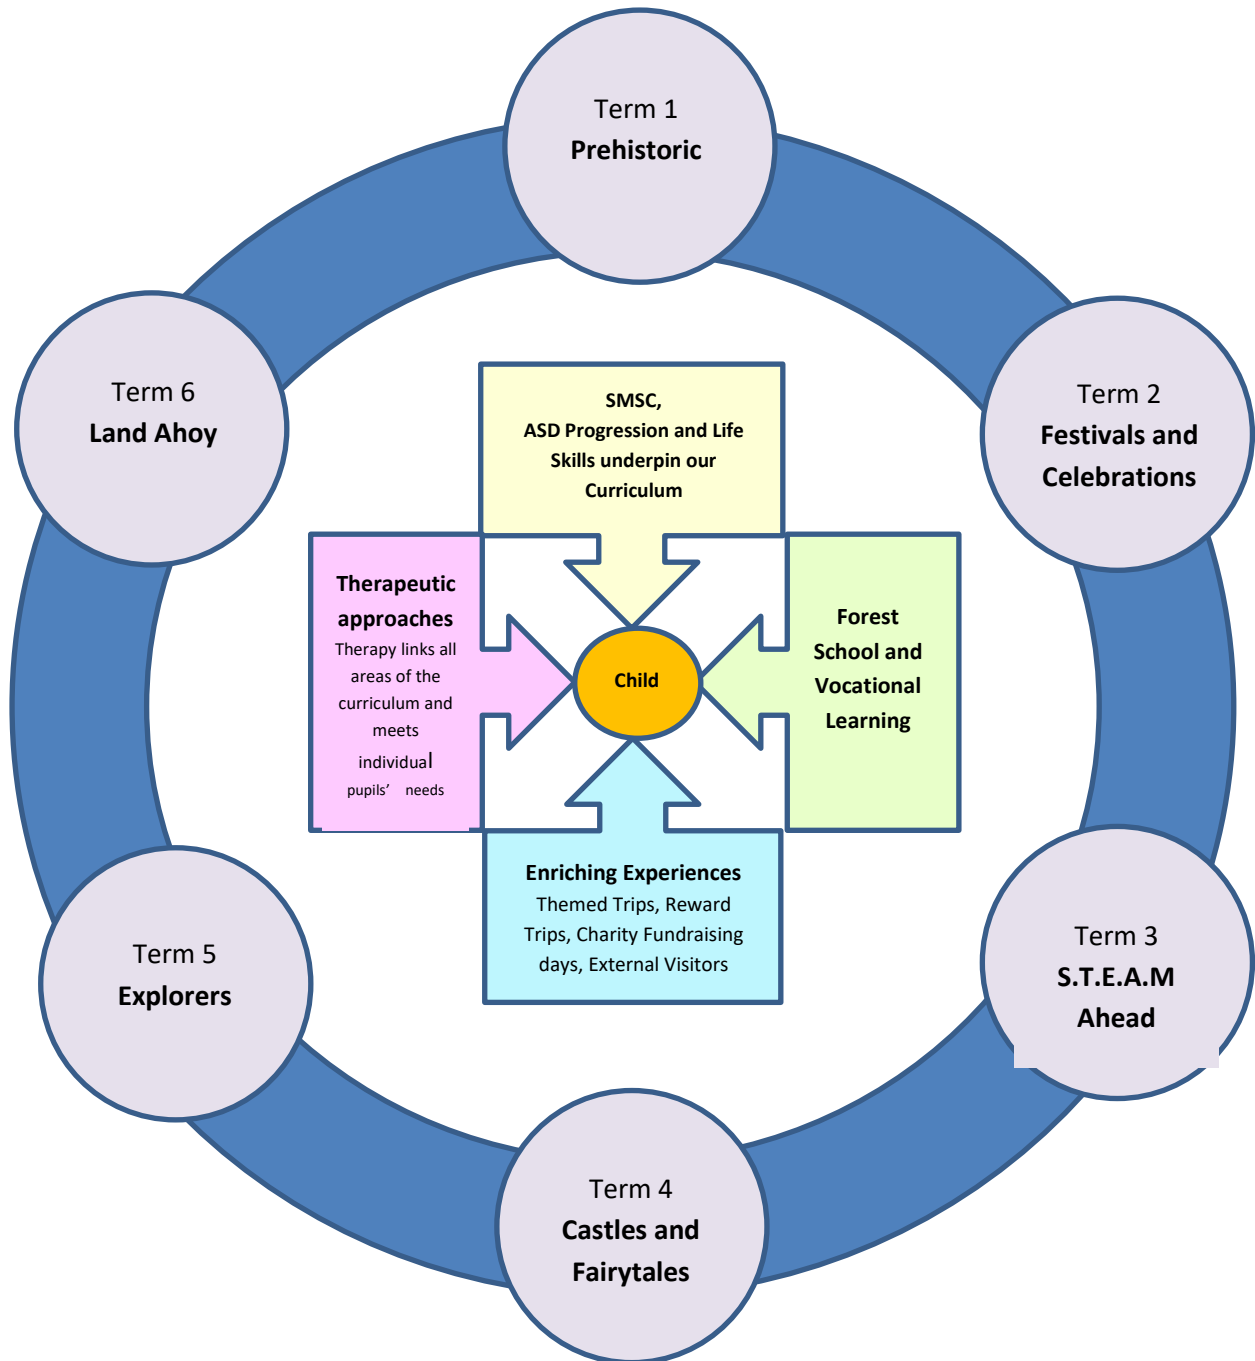 Term 1
Prehistoric
Term 2
Festivals and
Celebrations
Term 3
S.T.E.A.M
Ahead
Term 4
Castles and
Fairytales
Term 5
Explorers
Term 6
Land Ahoy
SMSC,
ASD Progression and Life
Skills underpin our
Curriculum
Therapeutic
approaches
Therapy links all
areas of the
curriculum and
meets
individual
pupils' needs
Child
Forest
School and
Vocational
Learning
Enriching Experiences
Themed Trips, Reward
Trips, Charity Fundraising
days, External Visitors